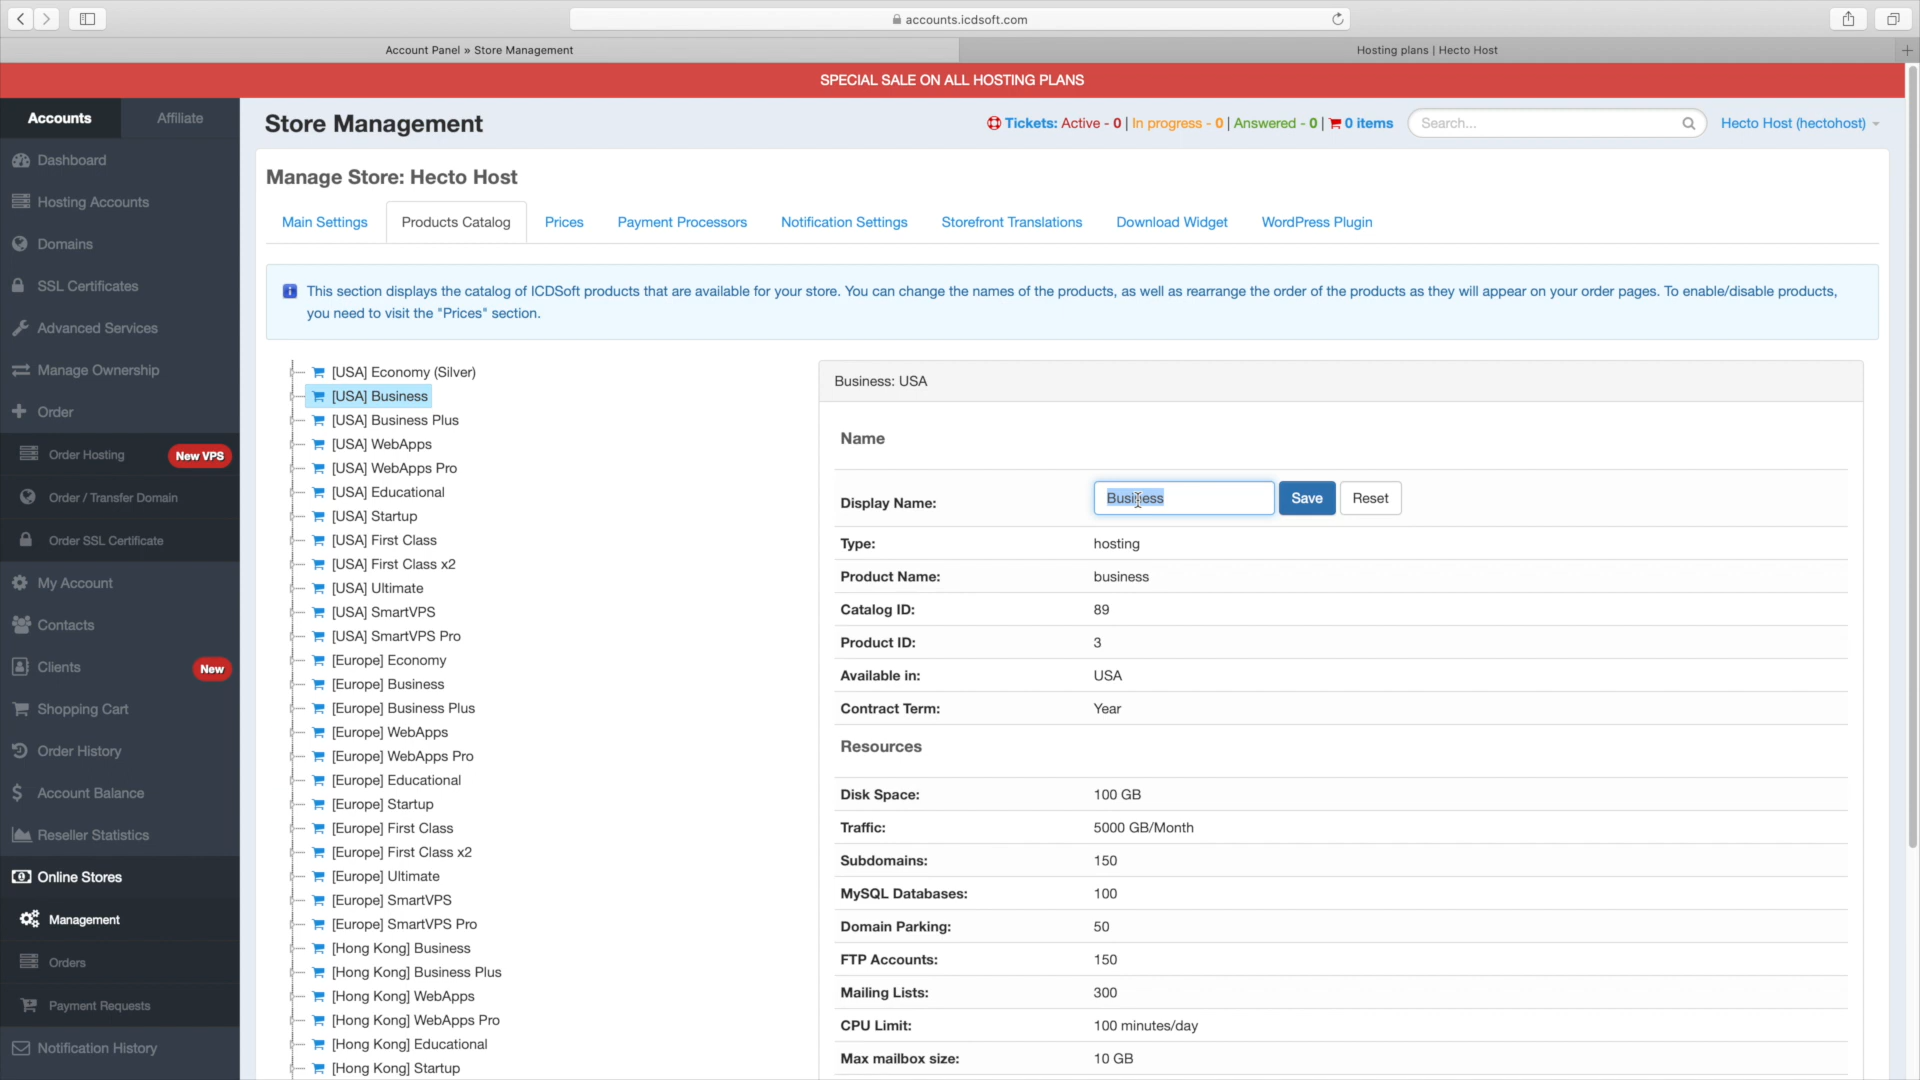 accounts.icdsoft.com
Account Panel » Store Management
Hosting plans | Hecto Host
SPECIAL SALE ON ALL HOSTING PLANS
Accounts
Affiliate
Store Management
Tickets: Active - 0 | In progress - 0 | Answered - 0 | 0 items
Search...
Hecto Host (hectohost)
Dashboard
Hosting Accounts
Domains
SSL Certificates
Advanced Services
Manage Ownership
Order
Order Hosting
New VPS
Order / Transfer Domain
Order SSL Certificate
My Account
Contacts
Clients
New
Shopping Cart
Order History
Account Balance
Reseller Statistics
Online Stores
Management
Orders
Payment Requests
Notification History
Manage Store: Hecto Host
Main Settings
Products Catalog
Prices
Payment Processors
Notification Settings
Storefront Translations
Download Widget
WordPress Plugin
This section displays the catalog of ICDSoft products that are available for your store. You can change the names of the products, as well as rearrange the order of the products as they will appear on your order pages. To enable/disable products,
you need to visit the "Prices" section.
[USA] Economy (Silver)
[USA] Business
[USA] Business Plus
[USA] WebApps
[USA] WebApps Pro
[USA] Educational
[USA] Startup
[USA] First Class
[USA] First Class x2
[USA] Ultimate
[USA] SmartVPS
[USA] SmartVPS Pro
[Europe] Economy
[Europe] Business
[Europe] Business Plus
[Europe] WebApps
[Europe] WebApps Pro
[Europe] Educational
[Europe] Startup
[Europe] First Class
[Europe] First Class x2
[Europe] Ultimate
[Europe] SmartVPS
[Europe] SmartVPS Pro
[Hong Kong] Business
[Hong Kong] Business Plus
[Hong Kong] WebApps
[Hong Kong] WebApps Pro
[Hong Kong] Educational
[Hong Kong] Startup
Business: USA
Name
Display Name: Business Save Reset
Type: hosting
Product Name: business
Catalog ID: 89
Product ID: 3
Available in: USA
Contract Term: Year
Resources
Disk Space: 100 GB
Traffic: 5000 GB/Month
Subdomains: 150
MySQL Databases: 100
Domain Parking: 50
FTP Accounts: 150
Mailing Lists: 300
CPU Limit: 100 minutes/day
Max mailbox size: 10 GB